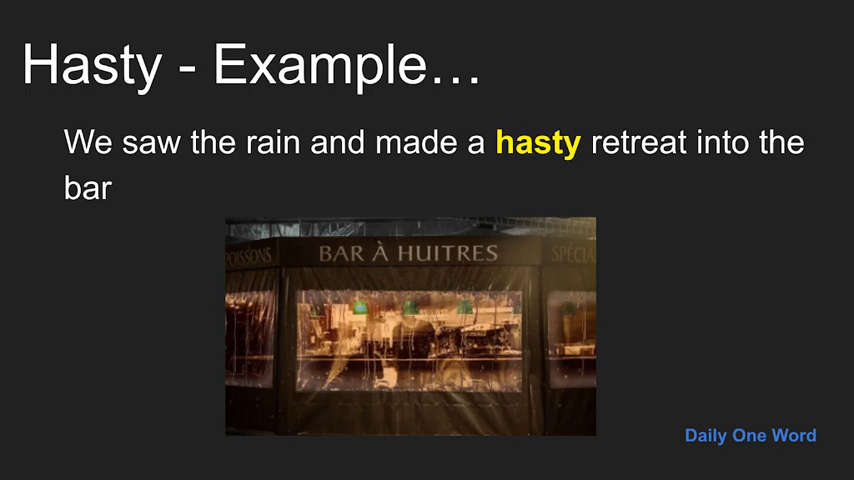 Hasty - Example…
We saw the rain and made a hasty retreat into the
bar
POISSONS
BAR À HUITRES
SPECIA
Daily One Word